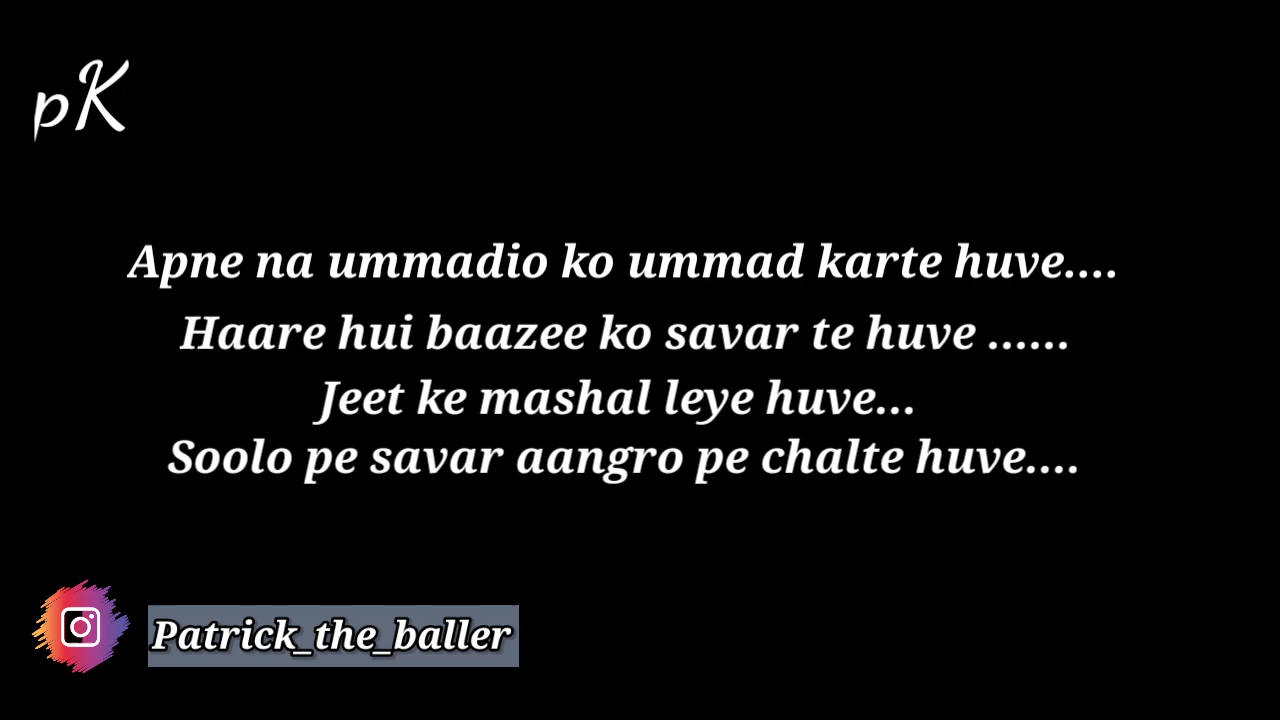 pK
Apne na ummadio ko ummad karte huve....
Haare hui baazee ko savar te huve ......
Jeet ke mashal leye huve...
Soolo pe savar aangro pe chalte huve....
Patrick_the_baller